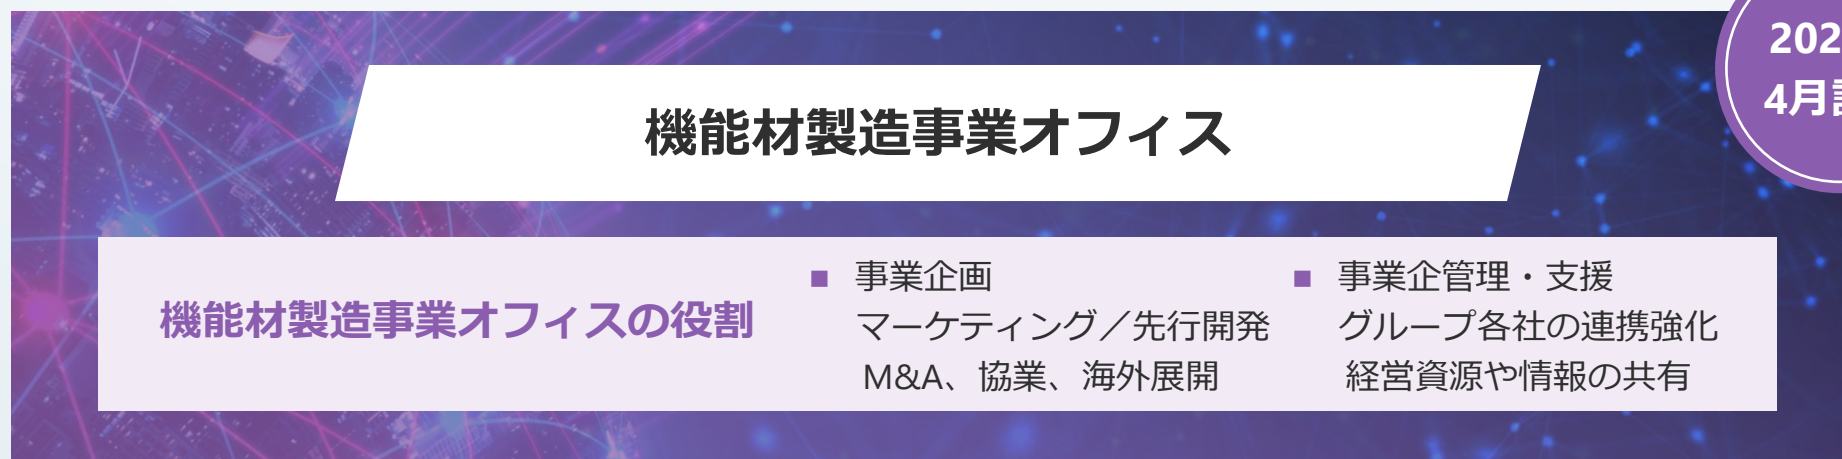 機能材製造事業オフィス
202
4月
機能材製造事業オフィスの役割
■ 事業企画
マーケティング／先行開発
M&A、協業、海外展開
■ 事業企管理・支援
グループ各社の連携強化
経営資源や情報の共有